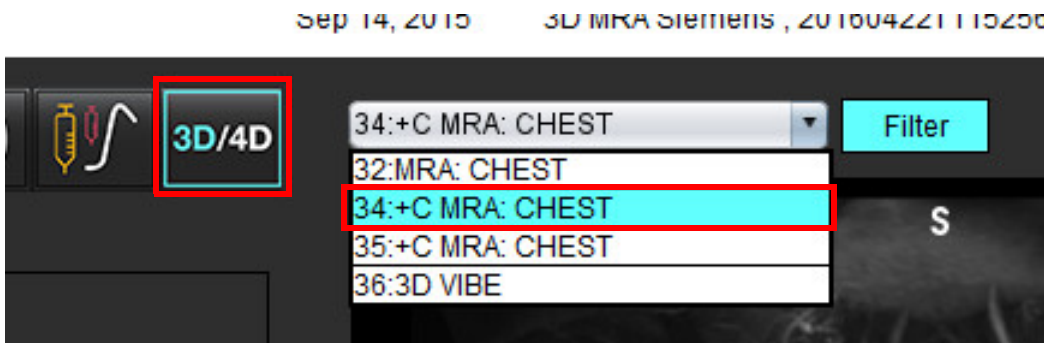 Sep 14, 2015 3D MRA Siemens , 201604221115256
3D/4D
34:+C MRA: CHEST
Filter
32:MRA: CHEST
34:+C MRA: CHEST
35:+C MRA: CHEST
36:3D VIBE
S